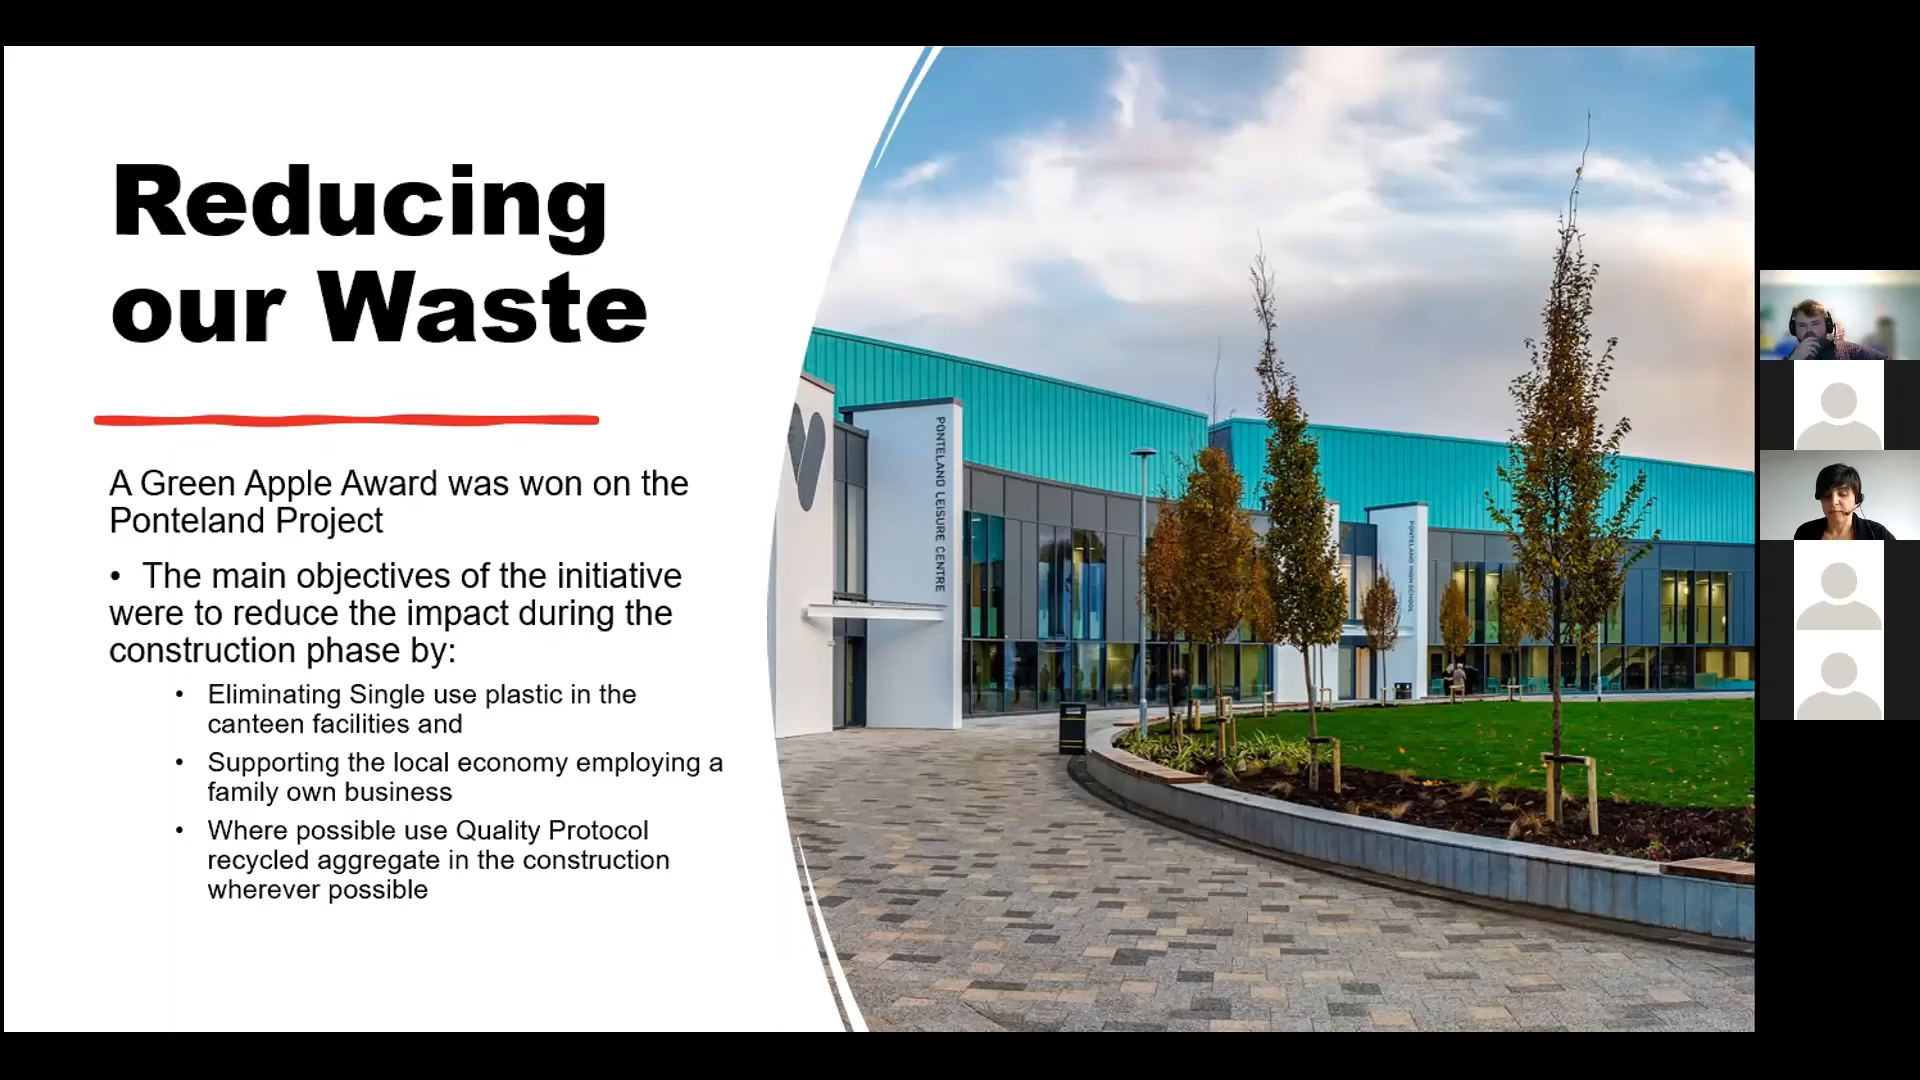 Reducing
our Waste
A Green Apple Award was won on the
Ponteland Project
• The main objectives of the initiative
were to reduce the impact during the
construction phase by:
• Eliminating Single use plastic in the
canteen facilities and
• Supporting the local economy employing a
family own business
• Where possible use Quality Protocol
recycled aggregate in the construction
wherever possible
PONTELAND LEISURE CENTRE
PONTELAND HIGH SCHOOL